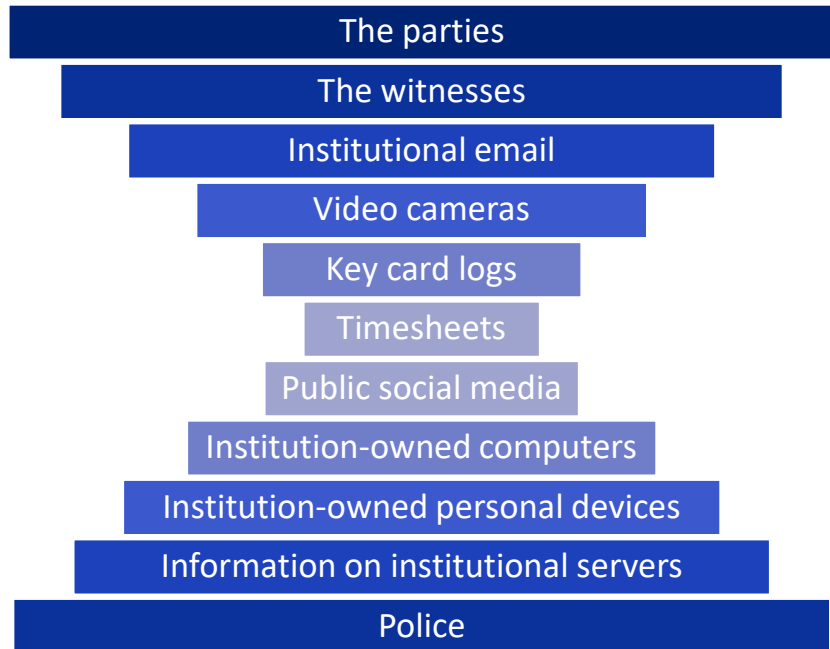 The parties
The witnesses
Institutional email
Video cameras
Key card logs
Timesheets
Public social media
Institution-owned computers
Institution-owned personal devices
Information on institutional servers
Police